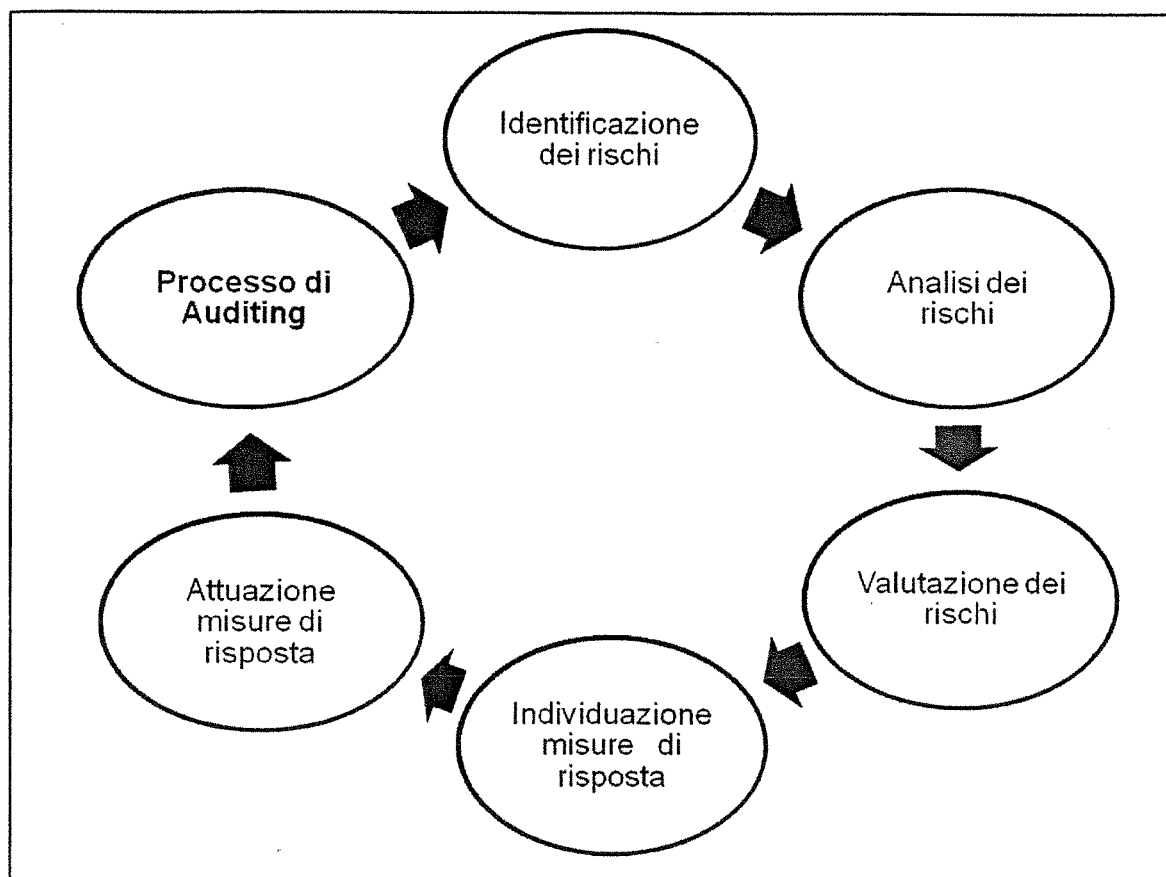 Identificazione
dei rischi
Analisi dei
rischi
Valutazione dei
rischi
Individuazione
misure di
risposta
Attuazione
misure di
risposta
Processo di
Auditing